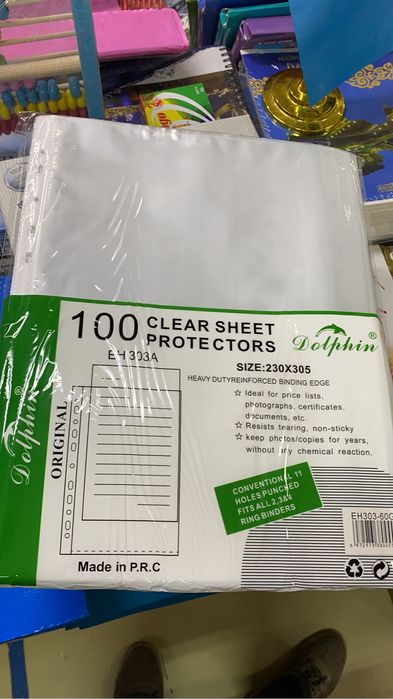 100 CLEAR SHEET
PROTECTORS
EH 303A
Dolphin®
SIZE:230X305
HEAVY DUTYREINFORCED BINDING EDGE
☆ Ideal for price lists,
photographs, certificates,
documents, etc.
☆ Resists tearing, non-sticky
☆ keep photos/copies for years,
without any chemical reaction.
Dolphin®
ORIGINAL
CONVENTIONAL 11
HOLES PUNCHED
FITS ALL 2,3&4
RING BINDERS
EH303-60
Made in P.R.C